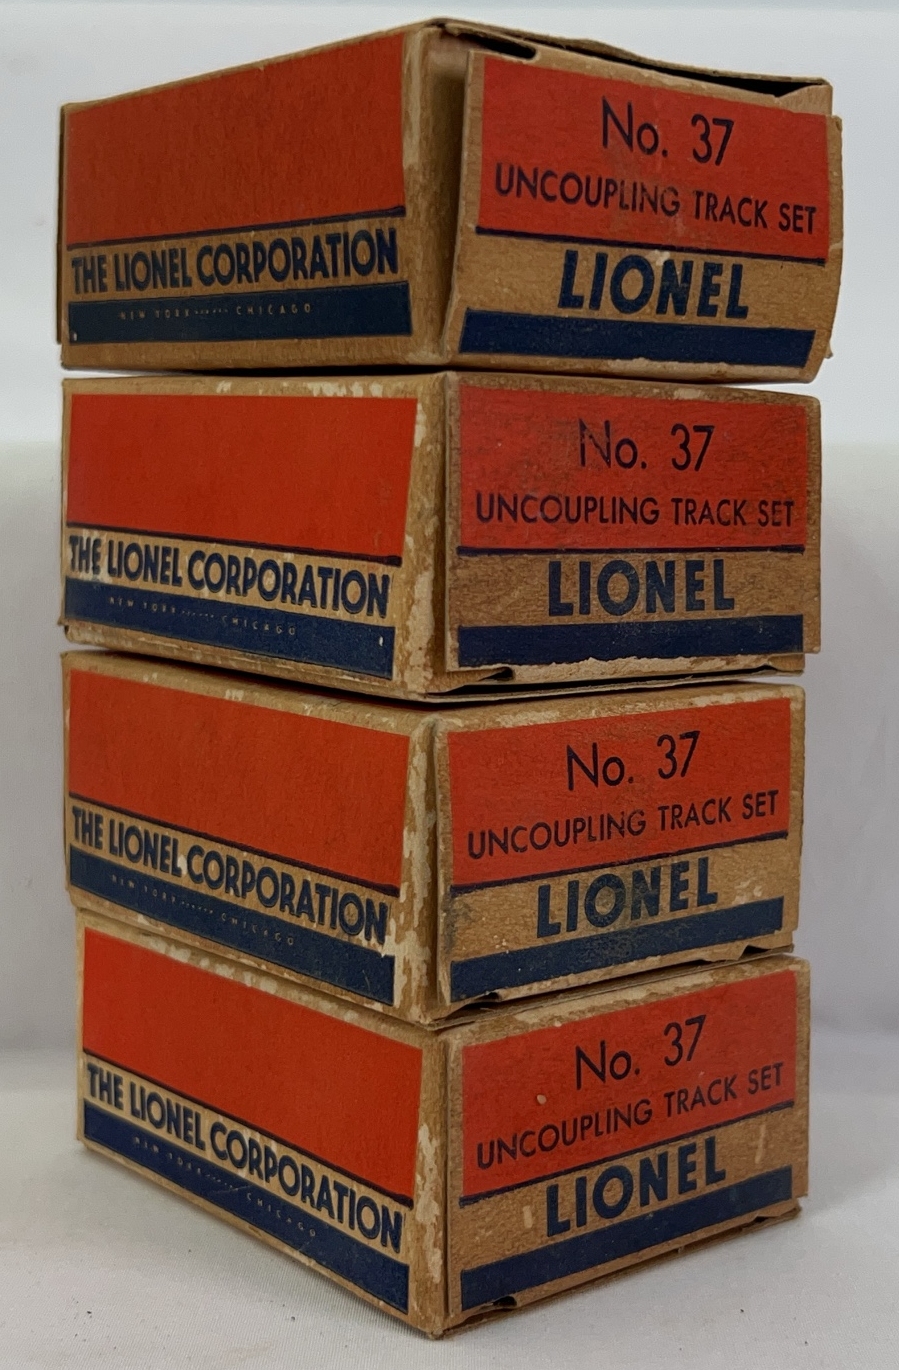 THE LIONEL CORPORATION
NEW YORK ······ CHICAGO
No. 37
UNCOUPLING TRACK SET
LIONEL
THE LIONEL CORPORATION
NEW YORK ······ CHICAGO
No. 37
UNCOUPLING TRACK SET
LIONEL
THE LIONEL CORPORATION
NEW YORK ······ CHICAGO
No. 37
UNCOUPLING TRACK SET
LIONEL
THE LIONEL CORPORATION
NEW YORK ······ CHICAGO
No. 37
UNCOUPLING TRACK SET
LIONEL